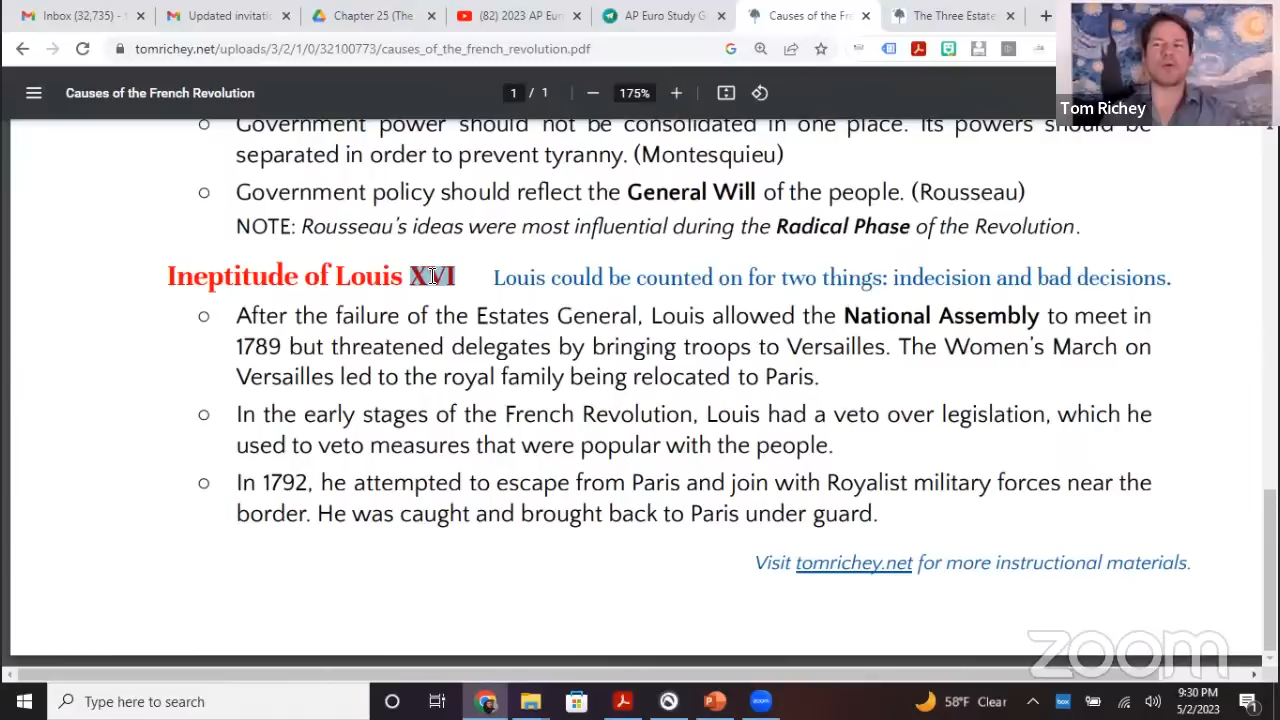 Inbox (32,735) -
Updated invitati
Chapter 25 (The
(82) 2023 AP Eur
AP Euro Study G
Causes of the Fr
The Three Estate
tomrichey.net/uploads/3/2/1/0/32100773/causes_of_the_french_revolution.pdf
Tom Richey
Causes of the French Revolution
1 / 1
175%
Government power should not be consolidated in one place. Its powers should be
separated in order to prevent tyranny. (Montesquieu)
Government policy should reflect the General Will of the people. (Rousseau)
NOTE: Rousseau's ideas were most influential during the Radical Phase of the Revolution.
Ineptitude of Louis XVI
Louis could be counted on for two things: indecision and bad decisions.
After the failure of the Estates General, Louis allowed the National Assembly to meet in
1789 but threatened delegates by bringing troops to Versailles. The Women's March on
Versailles led to the royal family being relocated to Paris.
In the early stages of the French Revolution, Louis had a veto over legislation, which he
used to veto measures that were popular with the people.
In 1792, he attempted to escape from Paris and join with Royalist military forces near the
border. He was caught and brought back to Paris under guard.
Visit tomrichey.net for more instructional materials.
zoom
Type here to search
zoom
58°F Clear
box
9:30 PM
5/2/2023
1